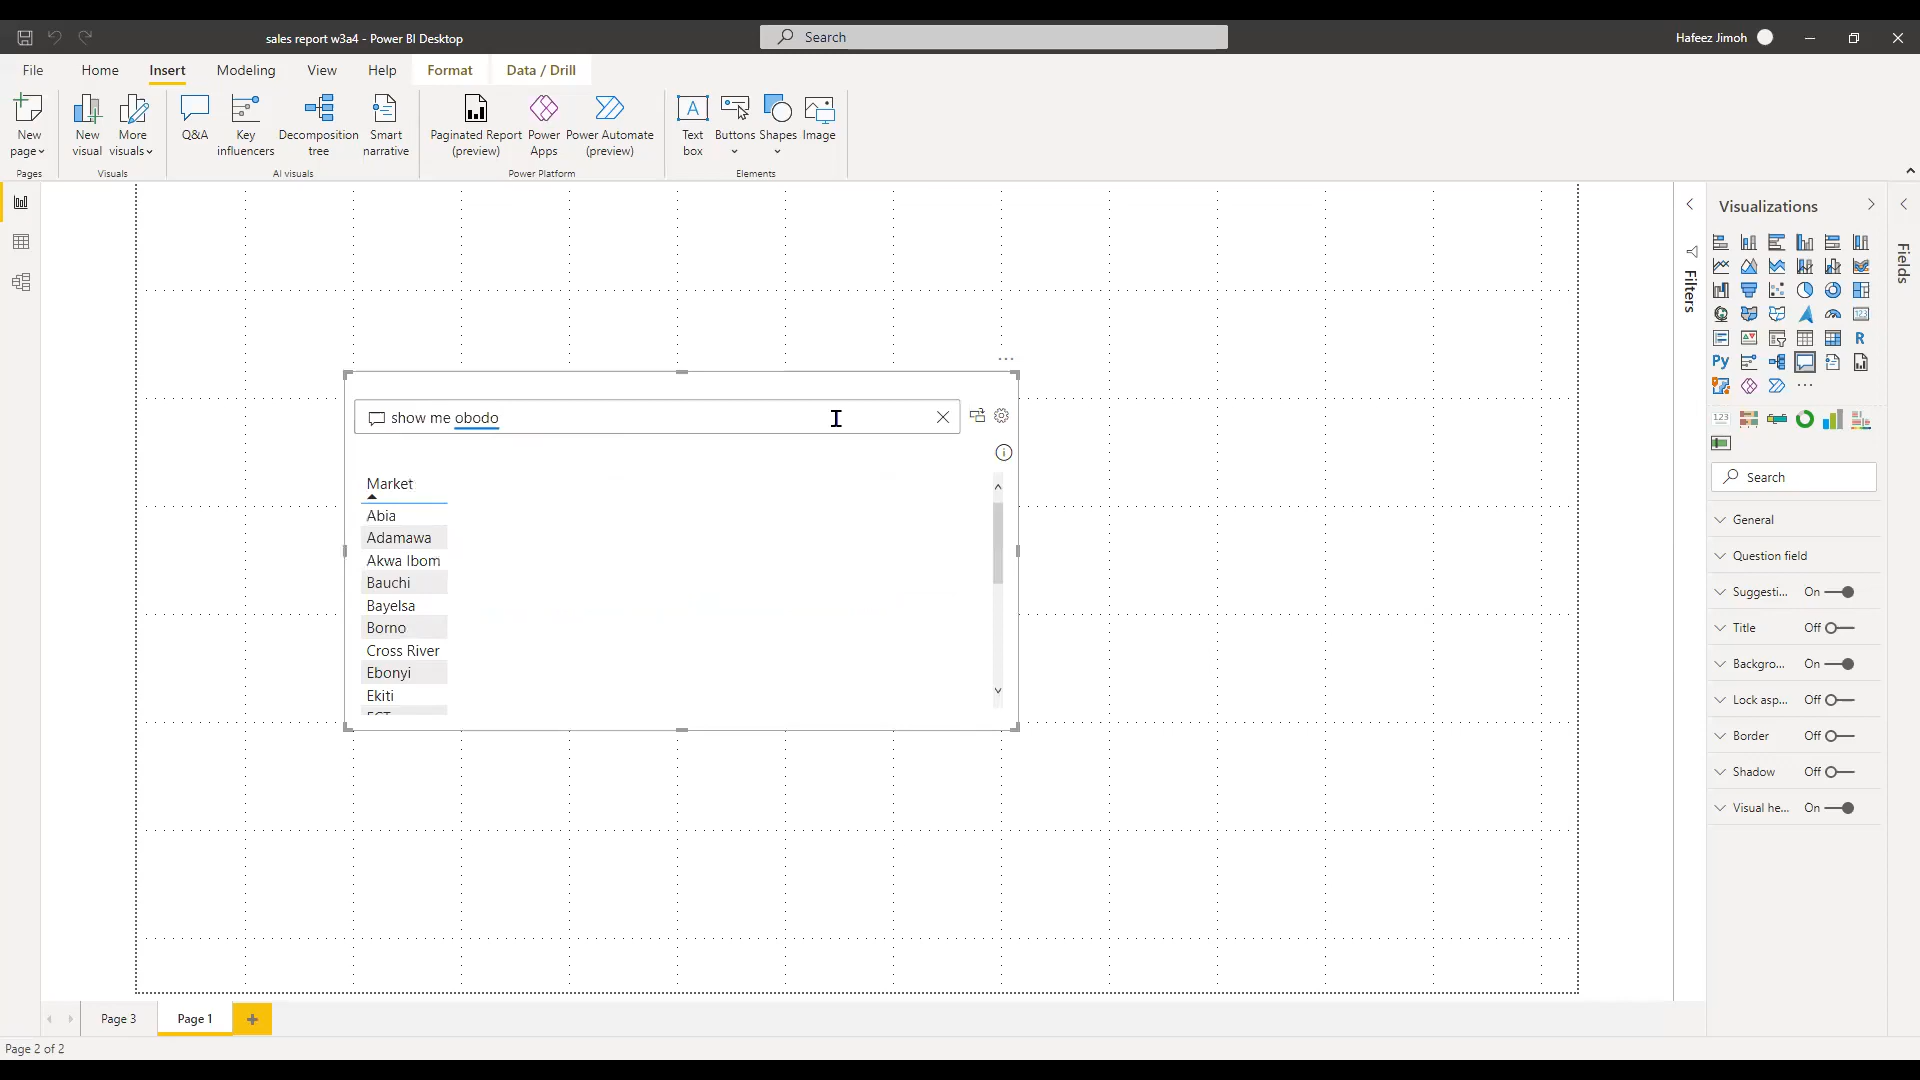 sales report w3a4 - Power BI Desktop
Search
Hafeez Jimoh
File
Home
Insert
Modeling
View
Help
Format
Data / Drill
New page
New visual
More visuals
Q&A
Key influencers
Decomposition tree
Smart narrative
Paginated Report (preview)
Power Apps
Power Automate (preview)
Text box
Buttons
Shapes
Image
Pages
Visuals
AI visuals
Power Platform
Elements
show me obodo
Market
Abia
Adamawa
Akwa Ibom
Bauchi
Bayelsa
Borno
Cross River
Ebonyi
Ekiti
Filters
Visualizations
123
R
Py
123
Search
General
Question field
Suggesti... On
Title Off
Backgro... On
Lock asp... Off
Border Off
Shadow Off
Visual he... On
Fields
Page 3
Page 1
Page 2 of 2